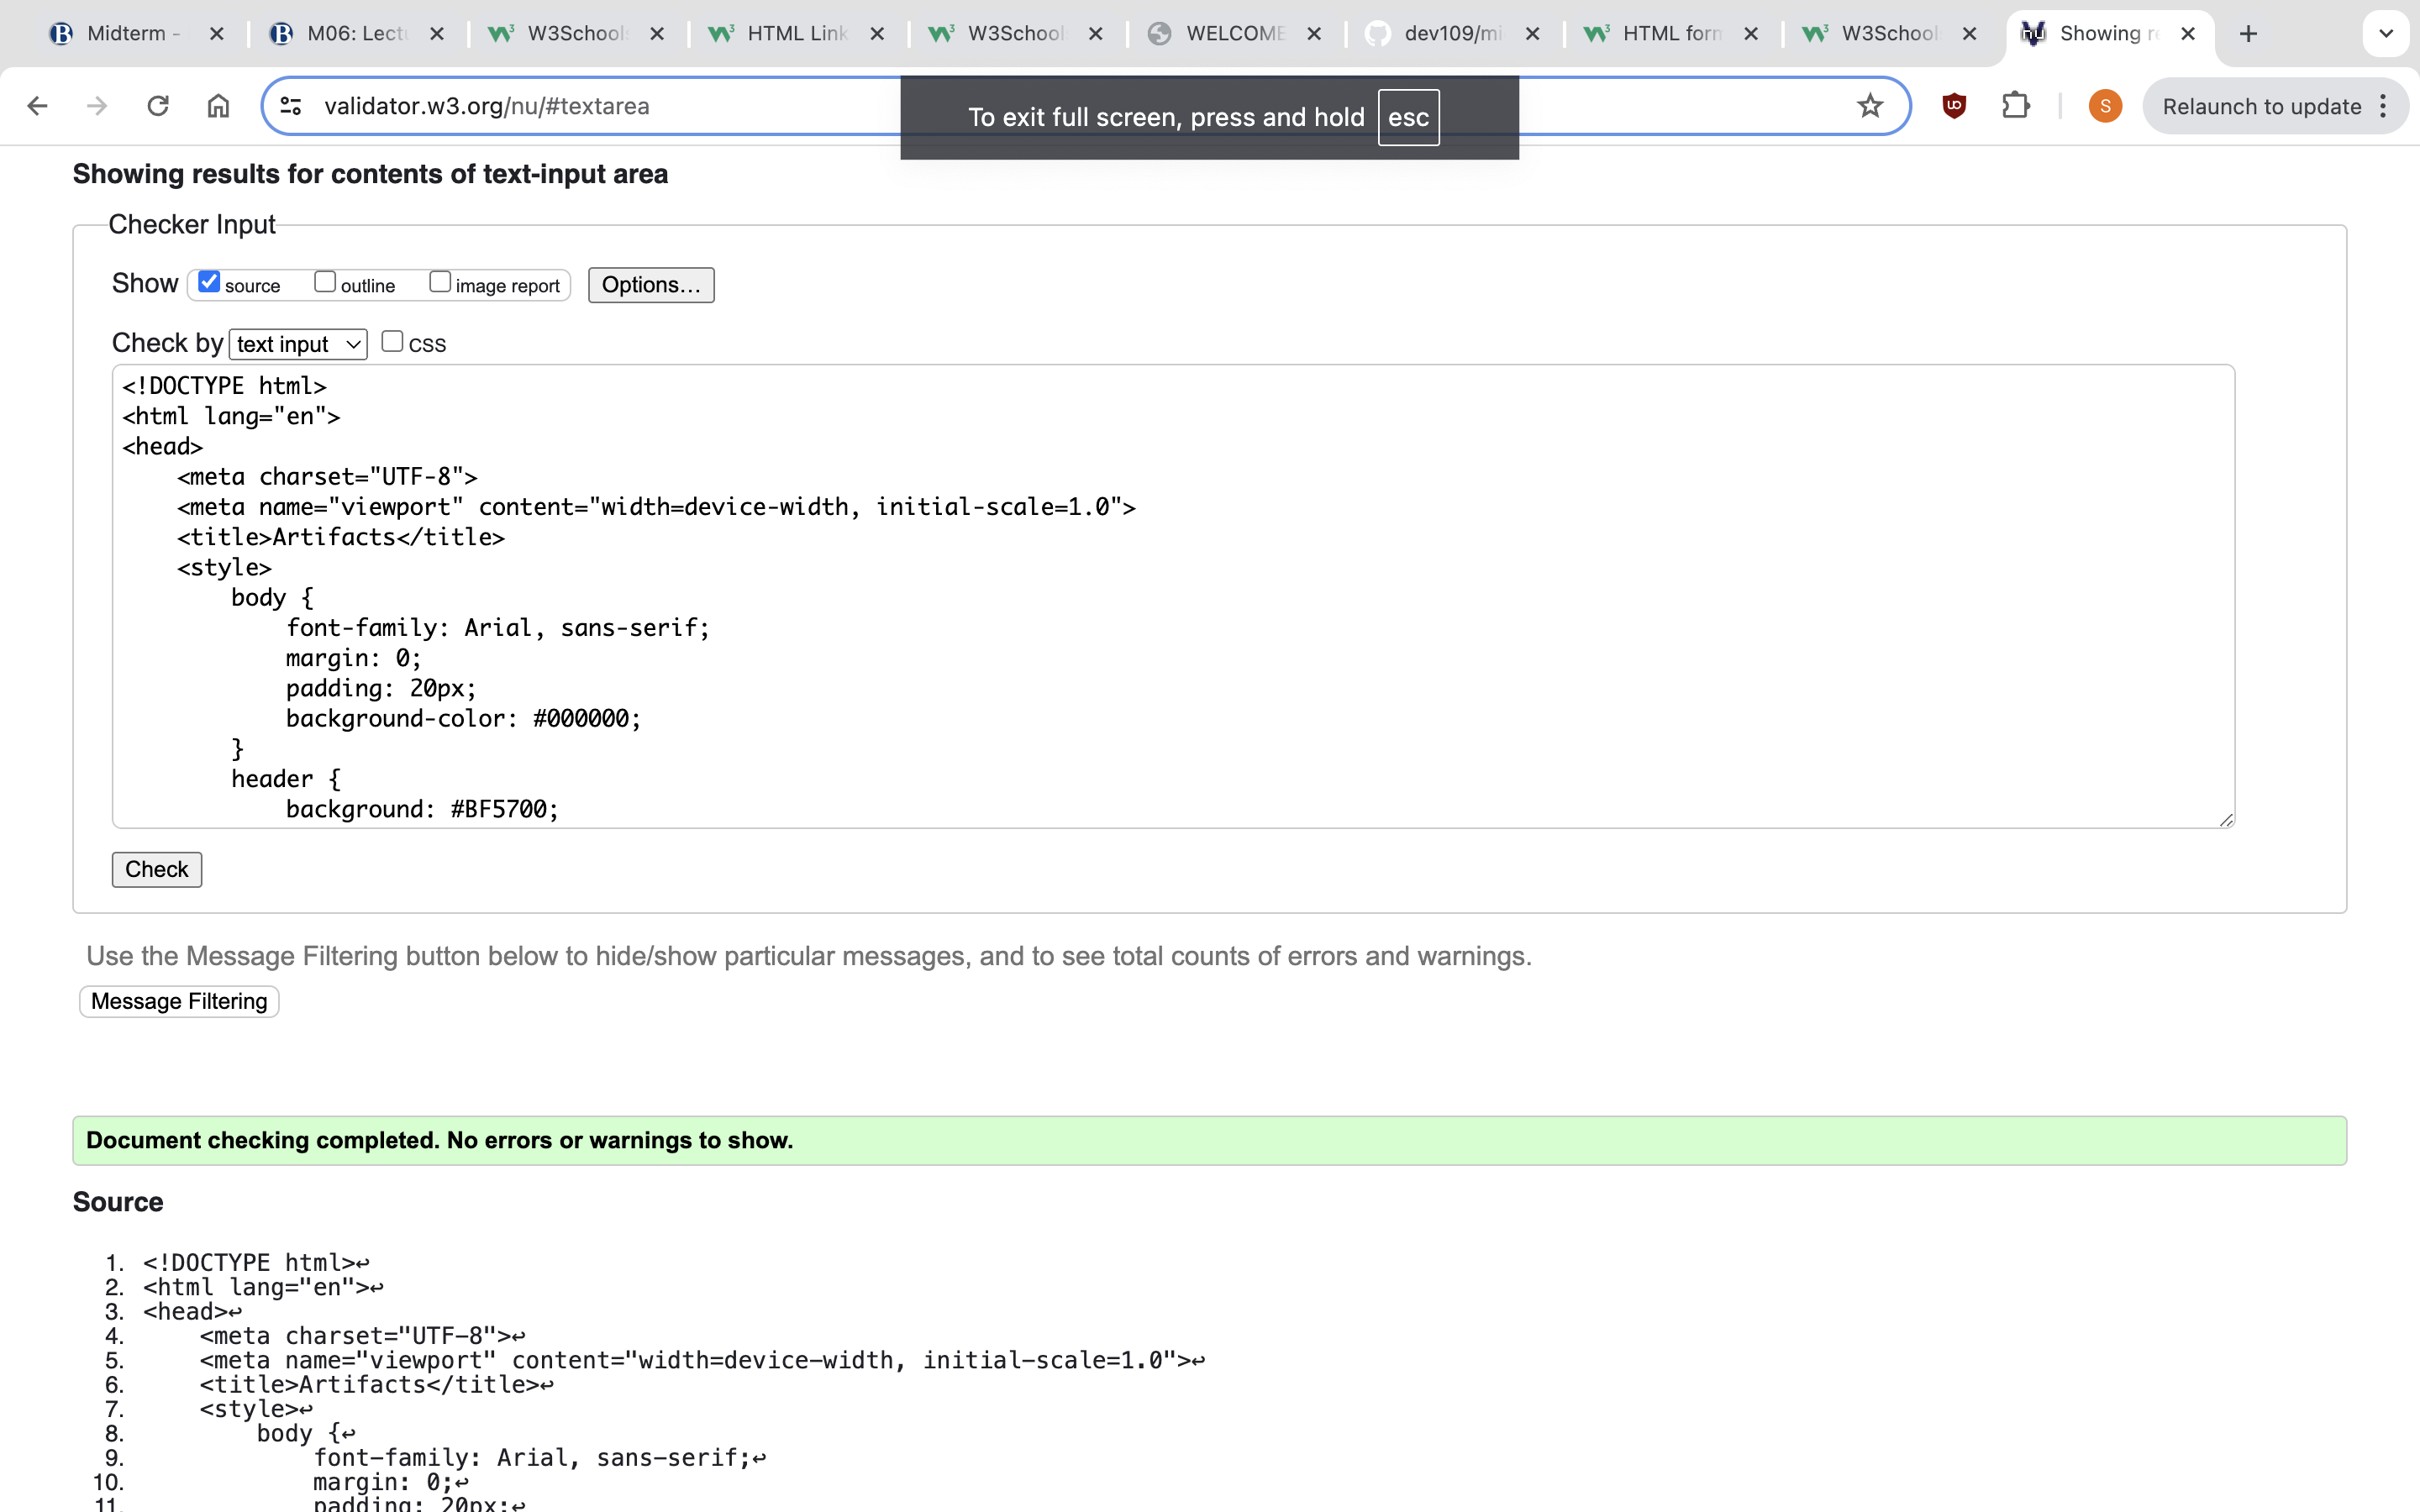 Midterm -
M06: Lect
W3School
HTML Link
W3School
WELCOME
dev109/mi
HTML form
W3School
Showing re
validator.w3.org/nu/#textarea
To exit full screen, press and hold esc
S
Relaunch to update
Showing results for contents of text-input area
Checker Input
Show source outline image report Options...
Check by text input CSS
<!DOCTYPE html>
<html lang="en">
<head>
    <meta charset="UTF-8">
    <meta name="viewport" content="width=device-width, initial-scale=1.0">
    <title>Artifacts</title>
    <style>
        body {
            font-family: Arial, sans-serif;
            margin: 0;
            padding: 20px;
            background-color: #000000;
        }
        header {
            background: #BF5700;
Check
Use the Message Filtering button below to hide/show particular messages, and to see total counts of errors and warnings.
Message Filtering
Document checking completed. No errors or warnings to show.
Source
1. <!DOCTYPE html>↩
2. <html lang="en">↩
3. <head>↩
4.     <meta charset="UTF-8">↩
5.     <meta name="viewport" content="width=device-width, initial-scale=1.0">↩
6.     <title>Artifacts</title>↩
7.     <style>↩
8.         body {↩
9.             font-family: Arial, sans-serif;↩
10.             margin: 0;↩
11.             padding: 20px;↩